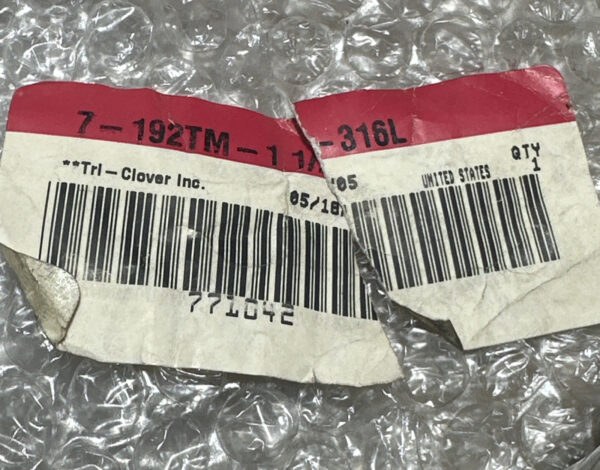 7-192TM-1 1/ -316L
**Tri-Clover Inc.
05/18/ 05
UNITED STATES
QTY
1
771042